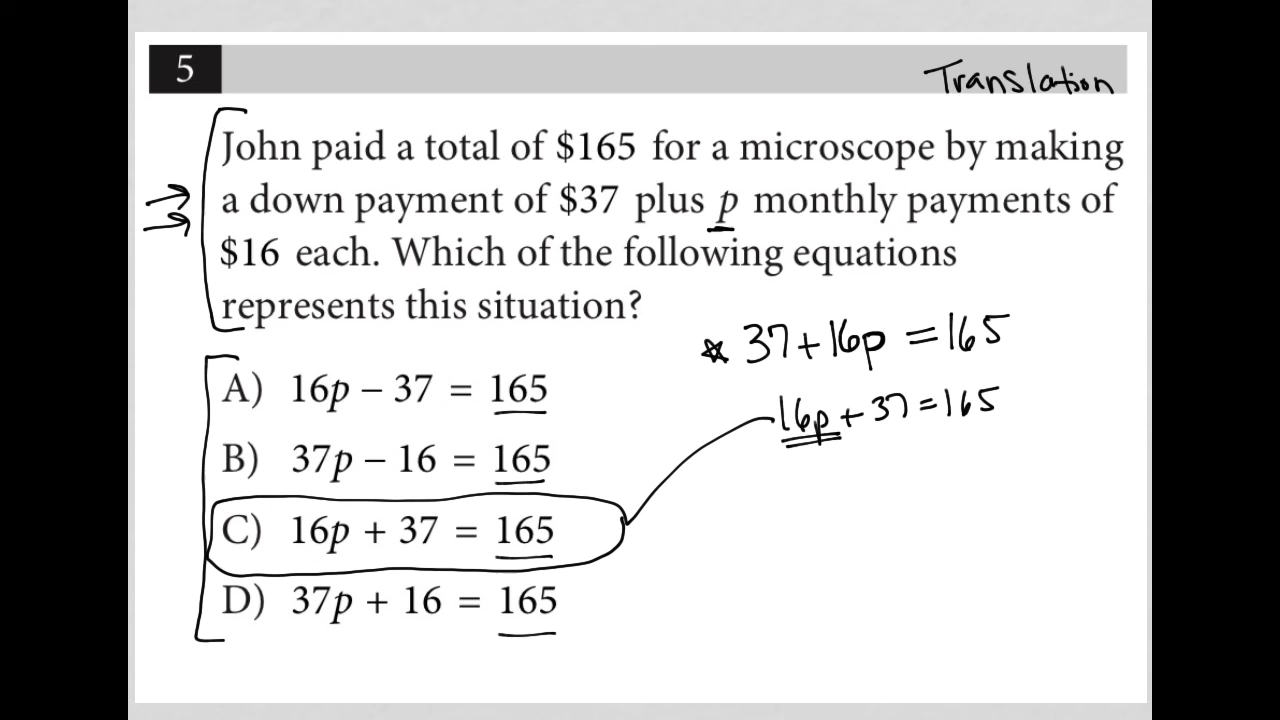 5
Translation
John paid a total of $165 for a microscope by making
a down payment of $37 plus p monthly payments of
$16 each. Which of the following equations
represents this situation?
37+16p = 165
A) 16p − 37 = 165
16p + 37 = 165
B) 37p − 16 = 165
C) 16p + 37 = 165
D) 37p + 16 = 165